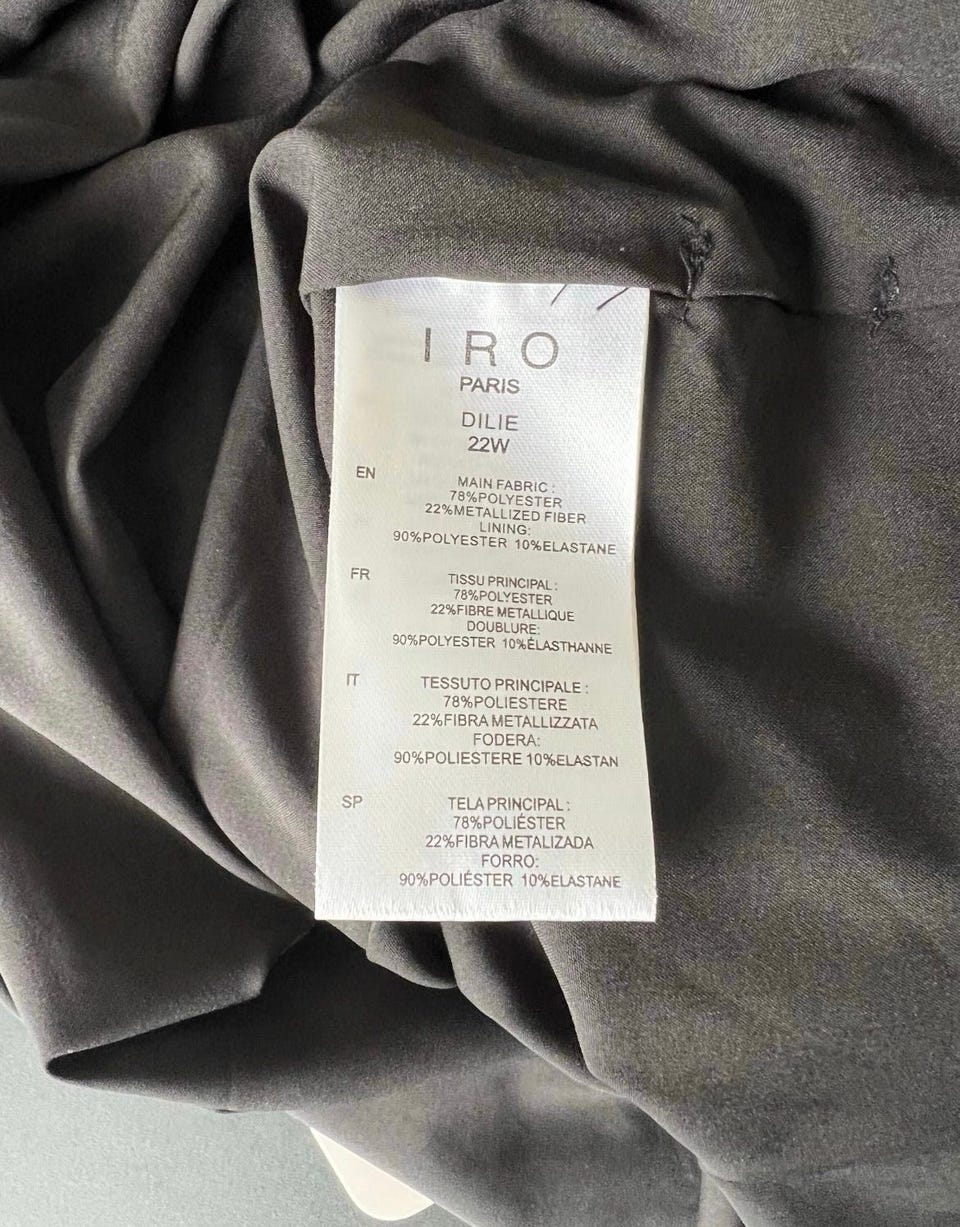 IRO
PARIS
DILIE
22W
EN
MAIN FABRIC :
78%POLYESTER
22%METALLIZED FIBER
LINING:
90%POLYESTER 10%ELASTANE
FR
TISSU PRINCIPAL :
78%POLYESTER
22%FIBRE METALLIQUE
DOUBLURE:
90%POLYESTER 10%ÉLASTHANNE
IT
TESSUTO PRINCIPALE :
78%POLIESTERE
22%FIBRA METALLIZZATA
FODERA:
90%POLIESTERE 10%ELASTAN
SP
TELA PRINCIPAL :
78%POLIÉSTER
22%FIBRA METALIZADA
FORRO:
90%POLIÉSTER 10%ELASTANE